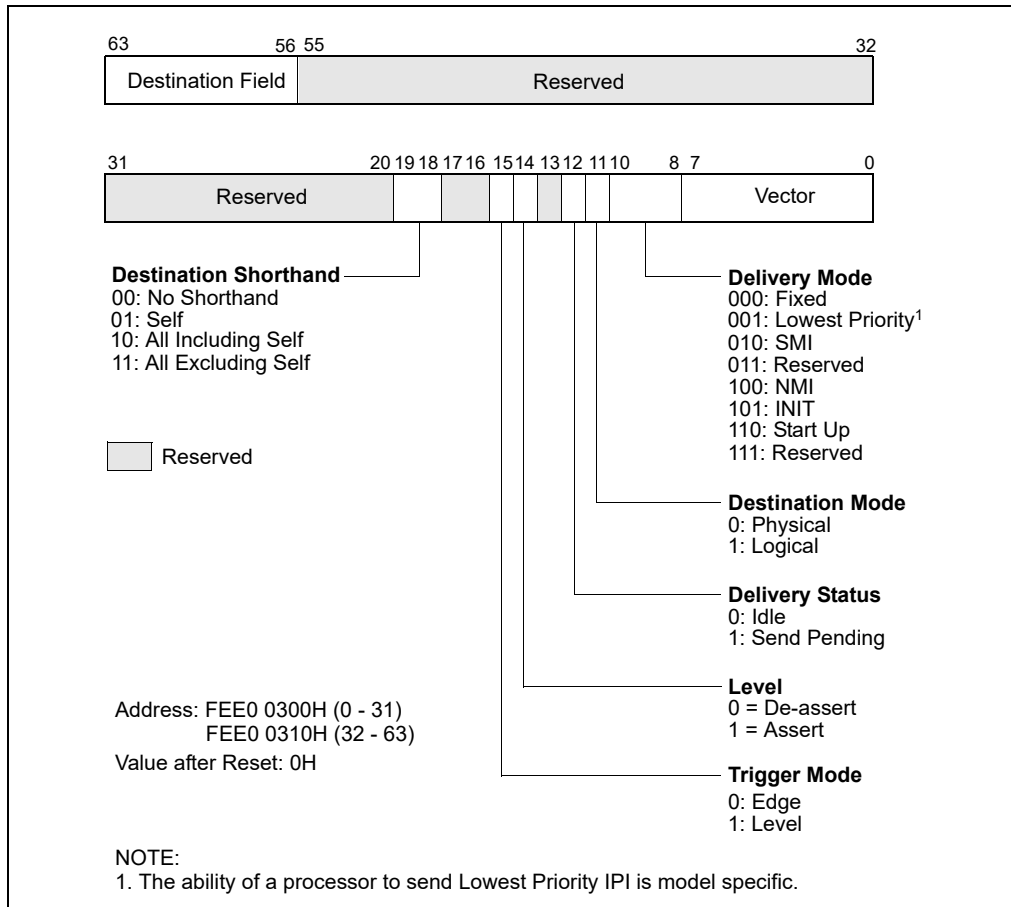 63 56 55 32
Destination Field Reserved
31 20 19 18 17 16 15 14 13 12 11 10 8 7 0
Reserved Vector
Destination Shorthand
00: No Shorthand
01: Self
10: All Including Self
11: All Excluding Self
Reserved
Delivery Mode
000: Fixed
001: Lowest Priority1
010: SMI
011: Reserved
100: NMI
101: INIT
110: Start Up
111: Reserved
Destination Mode
0: Physical
1: Logical
Delivery Status
0: Idle
1: Send Pending
Level
0 = De-assert
1 = Assert
Trigger Mode
0: Edge
1: Level
Address: FEE0 0300H (0 - 31)
FEE0 0310H (32 - 63)
Value after Reset: 0H
NOTE:
1. The ability of a processor to send Lowest Priority IPI is model specific.